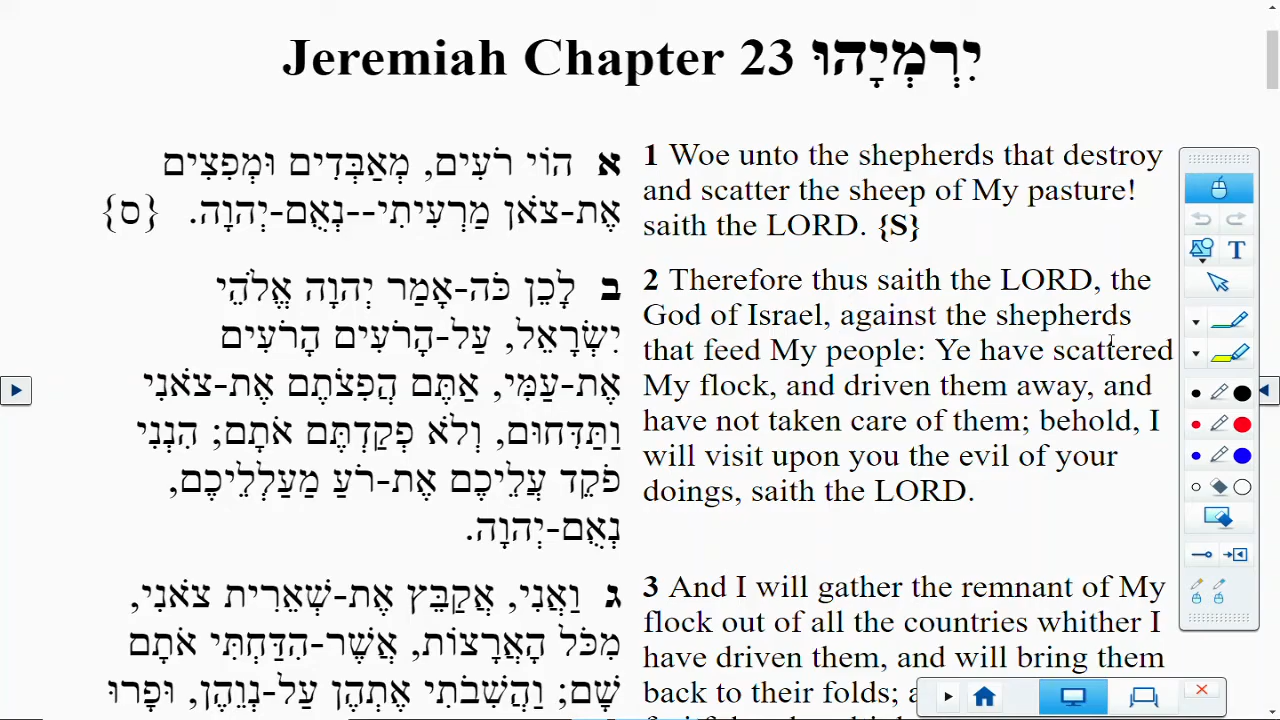 Jeremiah Chapter 23 יִרְמְיָהוּ
א הוֹי רֹעִים, מְאַבְּדִים וּמְפִצִים
אֶת-צֹאן מַרְעִיתִי--נְאֻם-יְהוָה. {ס}
1 Woe unto the shepherds that destroy
and scatter the sheep of My pasture!
saith the LORD. {S}
ב לָכֵן כֹּה-אָמַר יְהוָה אֱלֹהֵי
יִשְׂרָאֵל, עַל-הָרֹעִים הָרֹעִים
אֶת-עַמִּי, אַתֶּם הֲפִצֹתֶם אֶת-צֹאנִי
וַתַּדִּחוּם, וְלֹא פְקַדְתֶּם אֹתָם; הִנְנִי
פֹקֵד עֲלֵיכֶם אֶת-רֹעַ מַעַלְלֵיכֶם,
נְאֻם-יְהוָה.
2 Therefore thus saith the LORD, the
God of Israel, against the shepherds
that feed My people: Ye have scattered
My flock, and driven them away, and
have not taken care of them; behold, I
will visit upon you the evil of your
doings, saith the LORD.
ג וַאֲנִי, אֲקַבֵּץ אֶת-שְׁאֵרִית צֹאנִי,
מִכֹּל הָאֲרָצוֹת, אֲשֶׁר-הִדַּחְתִּי אֹתָם
שָׁם; וַהֲשִׁבֹתִי אֶתְהֶן עַל-נְוֵהֶן, וּפָרוּ
3 And I will gather the remnant of My
flock out of all the countries whither I
have driven them, and will bring them
back to their folds;
T